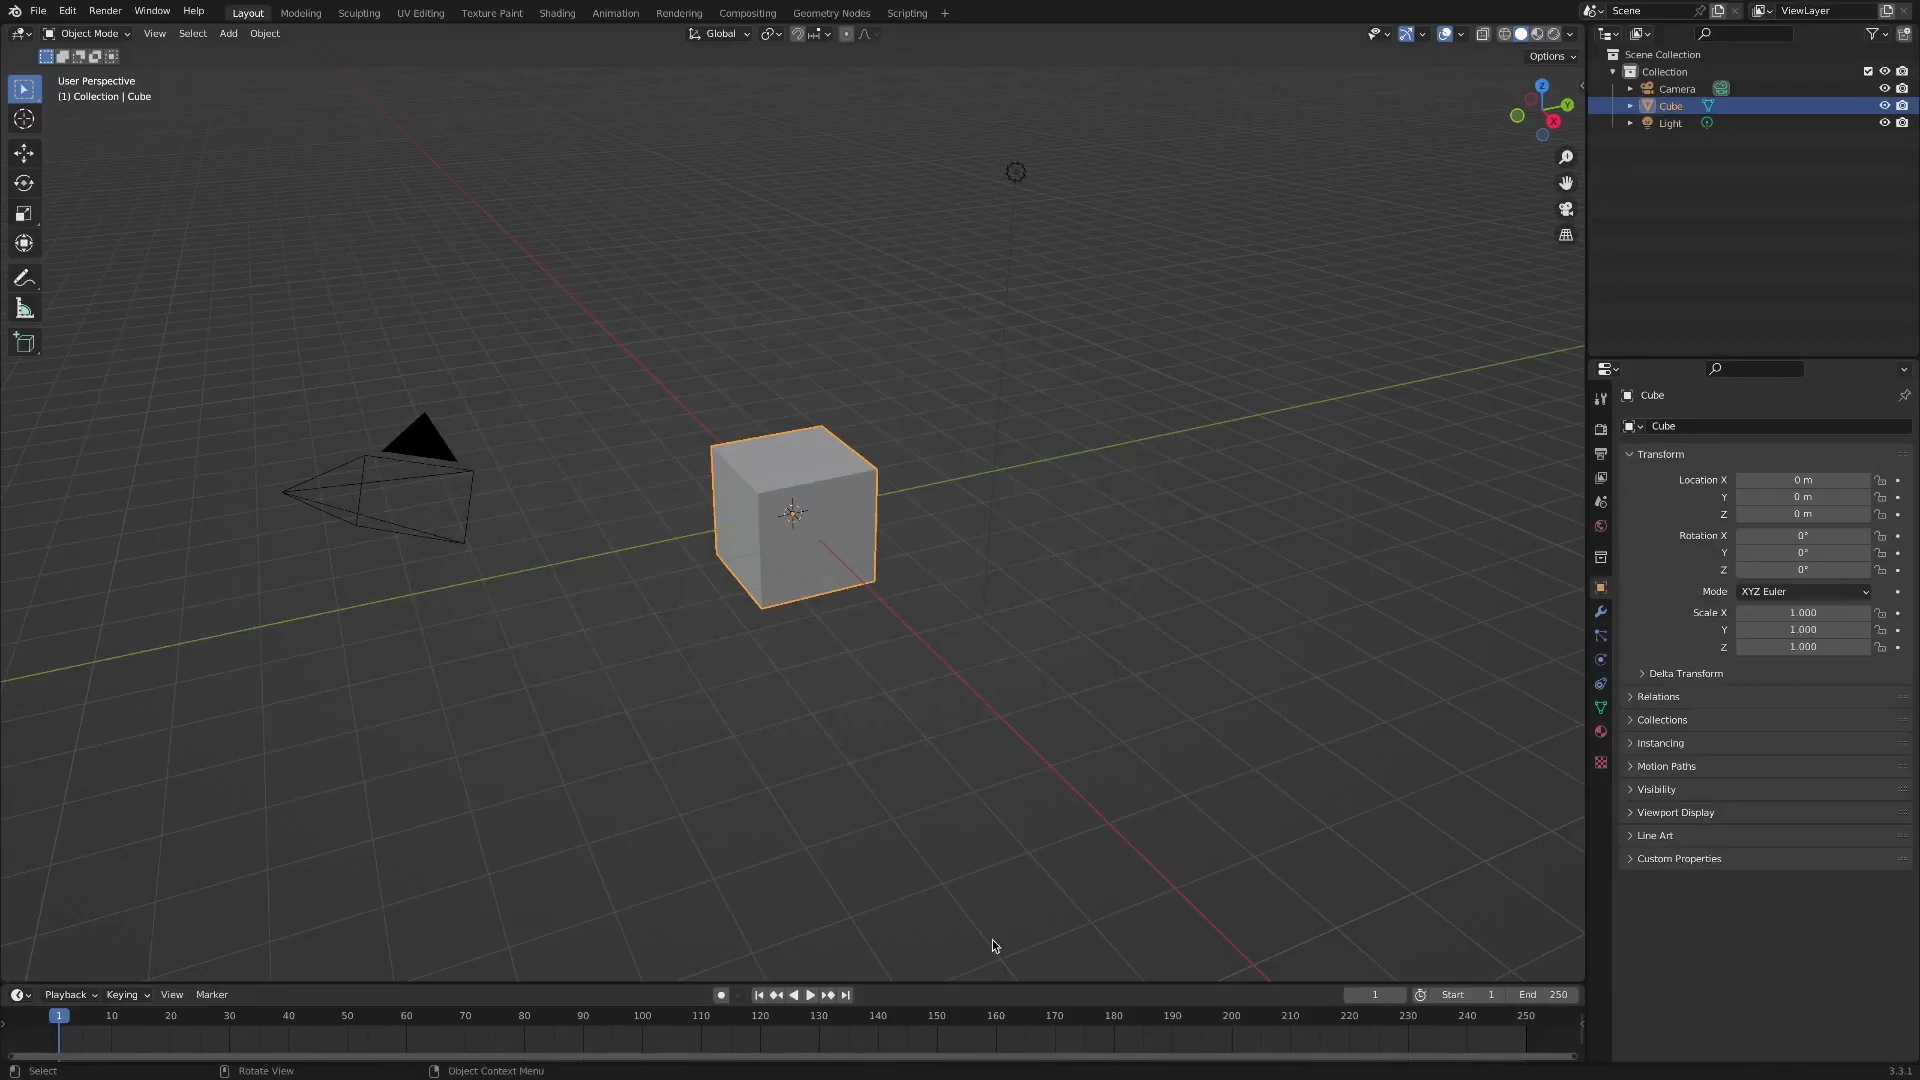 File Edit Render Window Help Layout Modeling Sculpting UV Editing Texture Paint Shading Animation Rendering Compositing Geometry Nodes Scripting + Scene ViewLayer
Object Mode View Select Add Object Global
Options
User Perspective
(1) Collection | Cube
Z
Y
X
Scene Collection
Collection
Camera
Cube
Light
Cube
Cube
Transform
Location X 0 m
Y 0 m
Z 0 m
Rotation X 0°
Y 0°
Z 0°
Mode XYZ Euler
Scale X 1.000
Y 1.000
Z 1.000
Delta Transform
Relations
Collections
Instancing
Motion Paths
Visibility
Viewport Display
Line Art
Custom Properties
Playback Keying View Marker 1 Start 1 End 250
1 10 20 30 40 50 60 70 80 90 100 110 120 130 140 150 160 170 180 190 200 210 220 230 240 250
Select Rotate View Object Context Menu 3.3.1